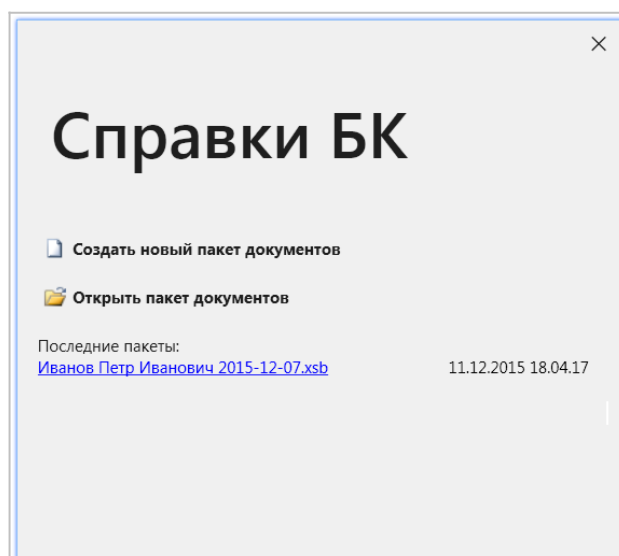 Справки БК
Создать новый пакет документов
Открыть пакет документов
Последние пакеты:
Иванов Петр Иванович 2015-12-07.xsb 11.12.2015 18.04.17